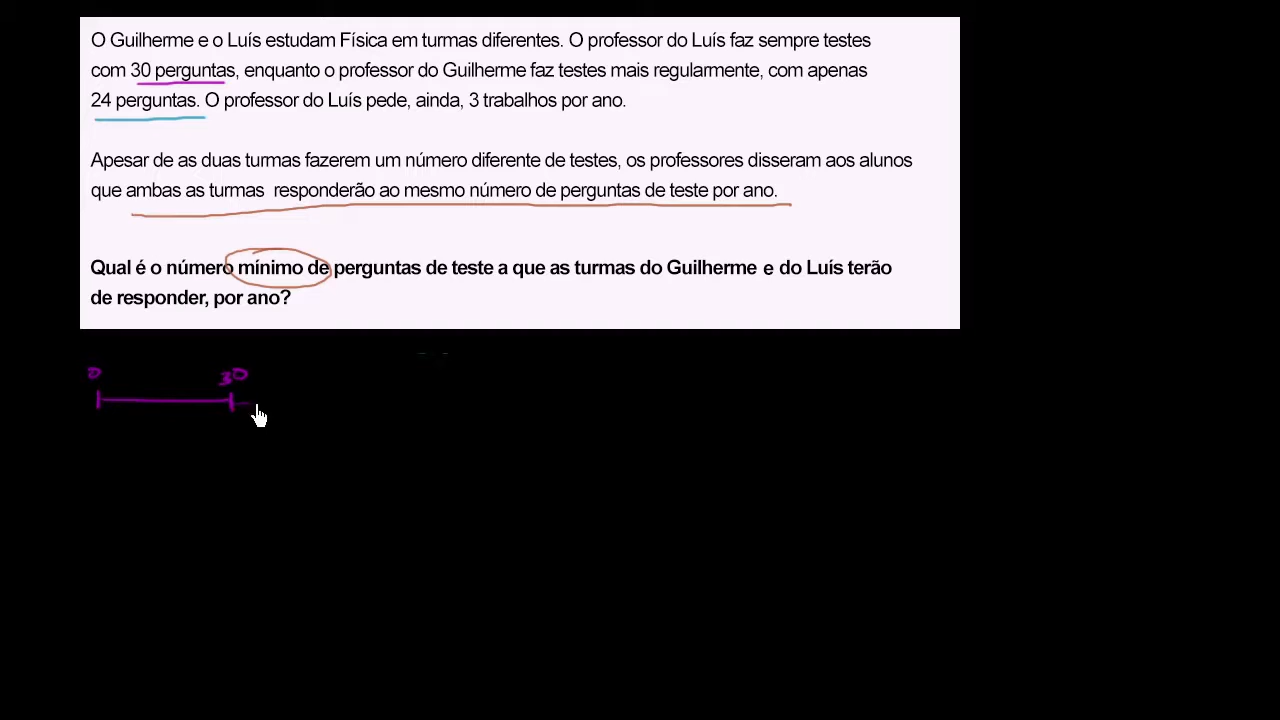 O Guilherme e o Luís estudam Física em turmas diferentes. O professor do Luís faz sempre testes
com 30 perguntas, enquanto o professor do Guilherme faz testes mais regularmente, com apenas
24 perguntas. O professor do Luís pede, ainda, 3 trabalhos por ano.
Apesar de as duas turmas fazerem um número diferente de testes, os professores disseram aos alunos
que ambas as turmas responderão ao mesmo número de perguntas de teste por ano.
Qual é o número mínimo de perguntas de teste a que as turmas do Guilherme e do Luís terão
de responder, por ano?
0 30